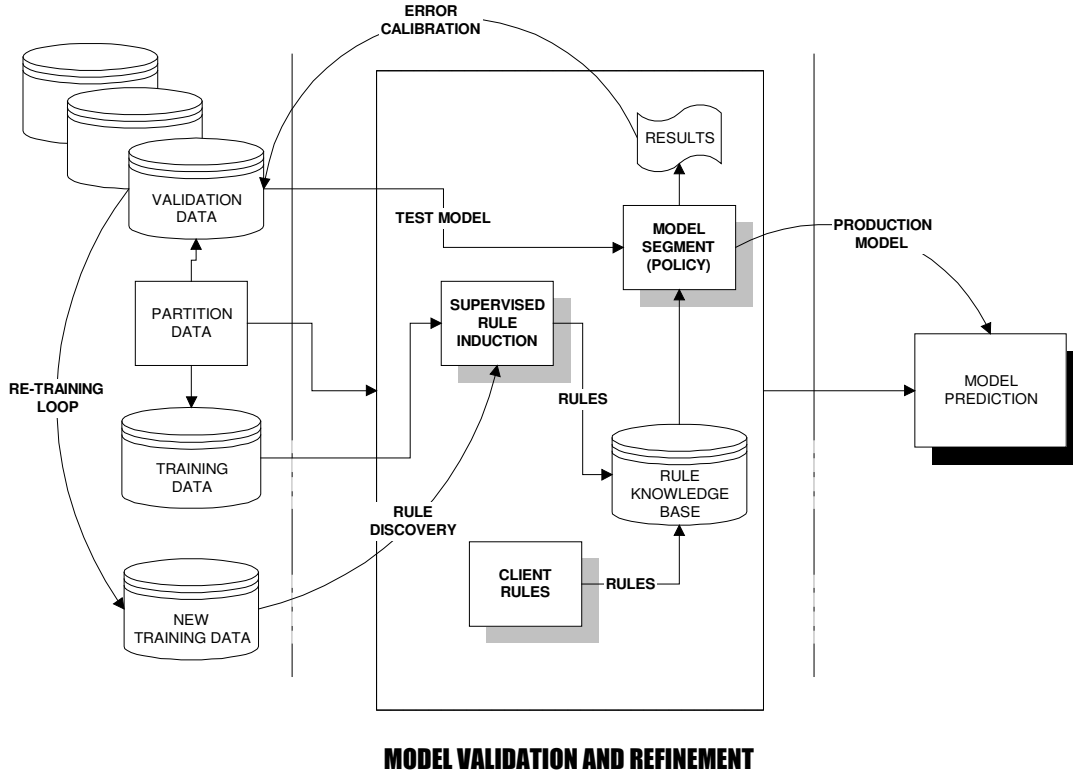 ERROR
CALIBRATION
RESULTS
VALIDATION
DATA
TEST MODEL
MODEL
SEGMENT
(POLICY)
PRODUCTION
MODEL
PARTITION
DATA
SUPERVISED
RULE
INDUCTION
RE-TRAINING
LOOP
RULES
MODEL
PREDICTION
TRAINING
DATA
RULE
DISCOVERY
RULE
KNOWLEDGE
BASE
CLIENT
RULES
RULES
NEW
TRAINING DATA
MODEL VALIDATION AND REFINEMENT